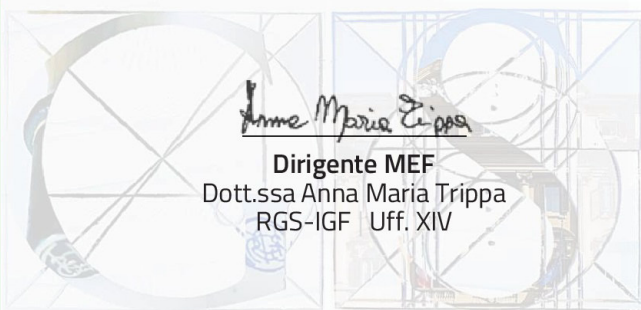 Anna Maria Trippa
Dirigente MEF
Dott.ssa Anna Maria Trippa
RGS-IGF Uff. XIV